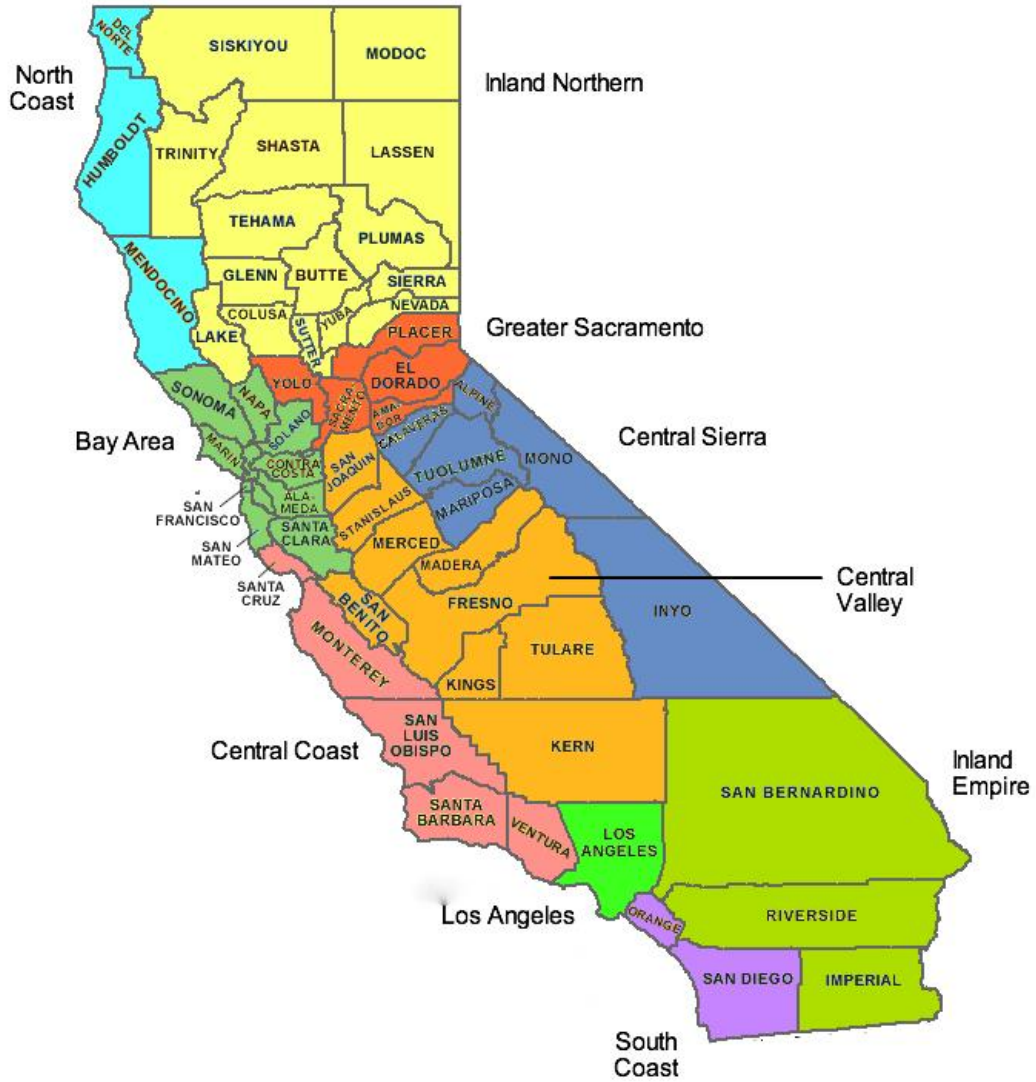 DEL
NORTE
SISKIYOU
MODOC
North
Coast
Inland Northern
HUMBOLDT
TRINITY
SHASTA
LASSEN
TEHAMA
PLUMAS
MENDOCINO
GLENN
BUTTE
SIERRA
NEVADA
COLUSA
YUBA
SUTTER
LAKE
PLACER
Greater Sacramento
EL
DORADO
YOLO
SACRA-
MENTO
AMA-
DOR
ALPINE
SONOMA
NAPA
SOLANO
CALAVERAS
Bay Area
MARIN
CONTRA
COSTA
SAN
JOAQUIN
TUOLUMNE
MONO
Central Sierra
SAN
FRANCISCO
ALA-
MEDA
STANISLAUS
MARIPOSA
SAN
MATEO
SANTA
CLARA
MERCED
MADERA
SANTA
CRUZ
SAN
BENITO
FRESNO
Central
Valley
INYO
MONTEREY
KINGS
TULARE
Central Coast
SAN
LUIS
OBISPO
KERN
SAN BERNARDINO
Inland
Empire
SANTA
BARBARA
VENTURA
LOS
ANGELES
Los Angeles
ORANGE
RIVERSIDE
SAN DIEGO
IMPERIAL
South
Coast